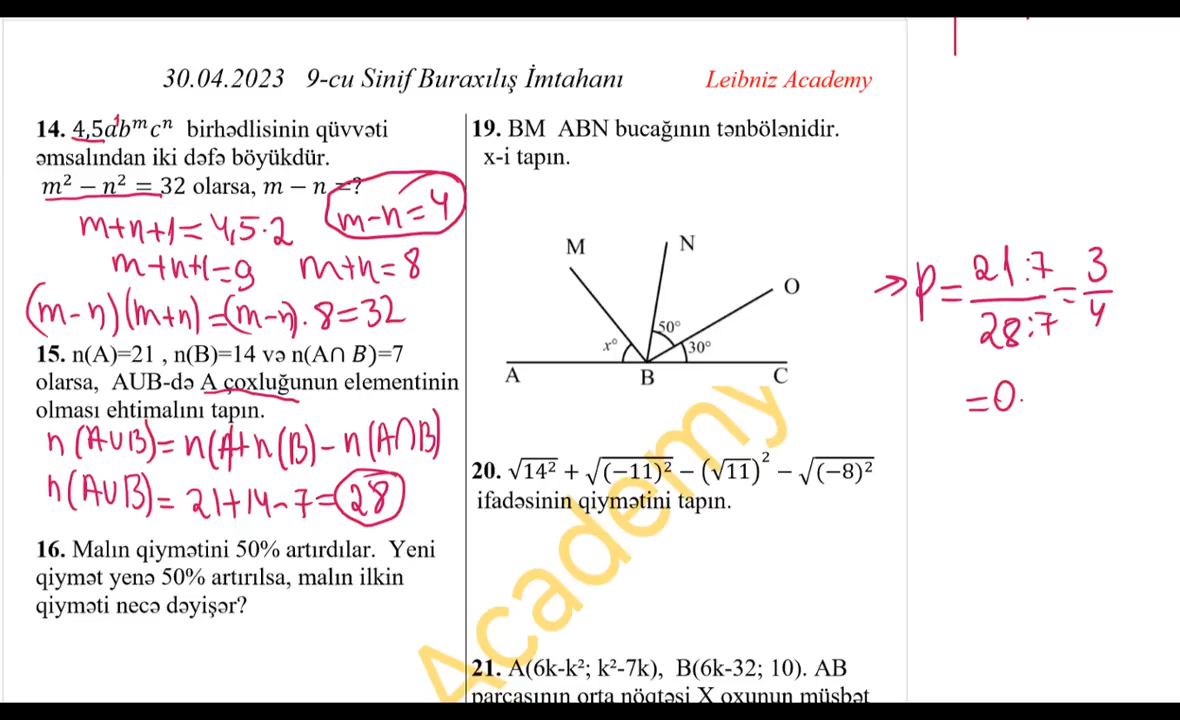 30.04.2023 9-cu Sinif Buraxılış İmtahanı
Leibniz Academy
14. 4,5ab^m c^n birhədlisinin qüvvəti
əmsalından iki dəfə böyükdür.
m² − n² = 32 olarsa, m − n =?
m-n=4
m+n+1=4,5·2
m+n+1=9 m+n=8
(m-n)(m+n)=(m-n)·8=32
15. n(A)=21 , n(B)=14 və n(A∩ B)=7
olarsa, AUB-də A çoxluğunun elementinin
olması ehtimalını tapın.
n(AUB)=n(A+n(B)-n(A∩B)
n(AUB)=21+14-7=28
16. Malın qiymətini 50% artırdılar. Yeni
qiymət yenə 50% artırılsa, malın ilkin
qiyməti necə dəyişər?
19. BM ABN bucağının tənbölənidir.
x-i tapın.
M
N
O
50°
x°
30°
A
B
C
20. √14² + √(−11)² − (√11)² − √(−8)²
ifadəsinin qiymətini tapın.
21. A(6k-k²; k²-7k), B(6k-32; 10). AB
parçasının orta nöqtəsi X oxunun müsbət
Academy
⇒ P= 21:7/28:7 = 3/4
=0.